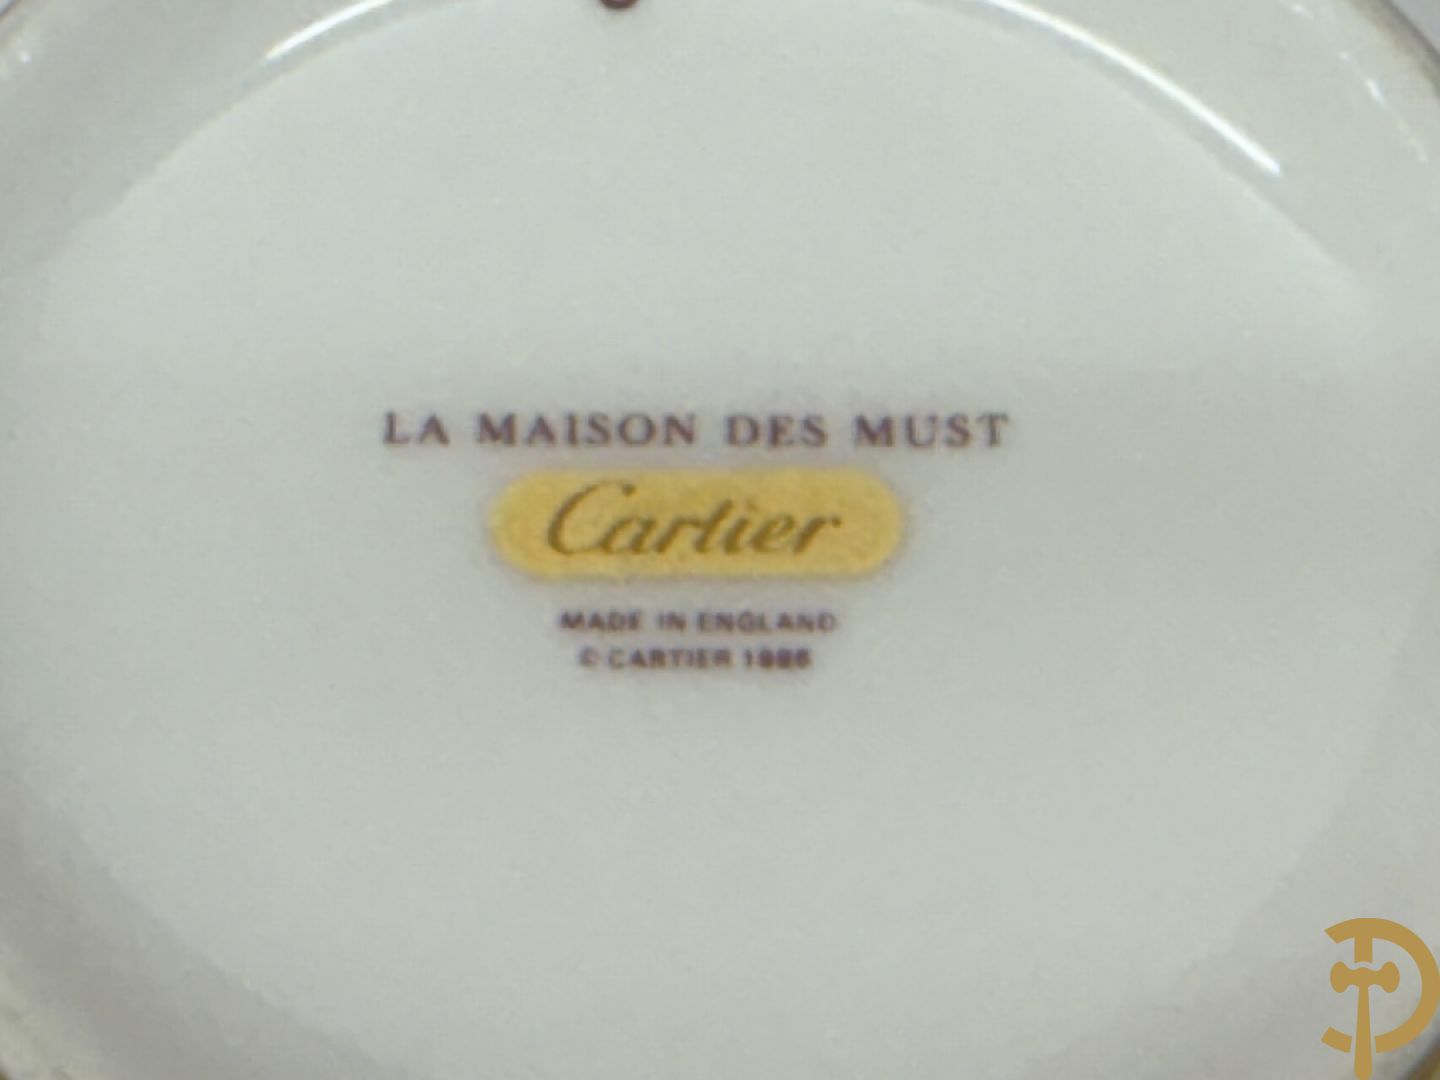 LA MAISON DES MUST
Cartier
MADE IN ENGLAND
© CARTIER 1986